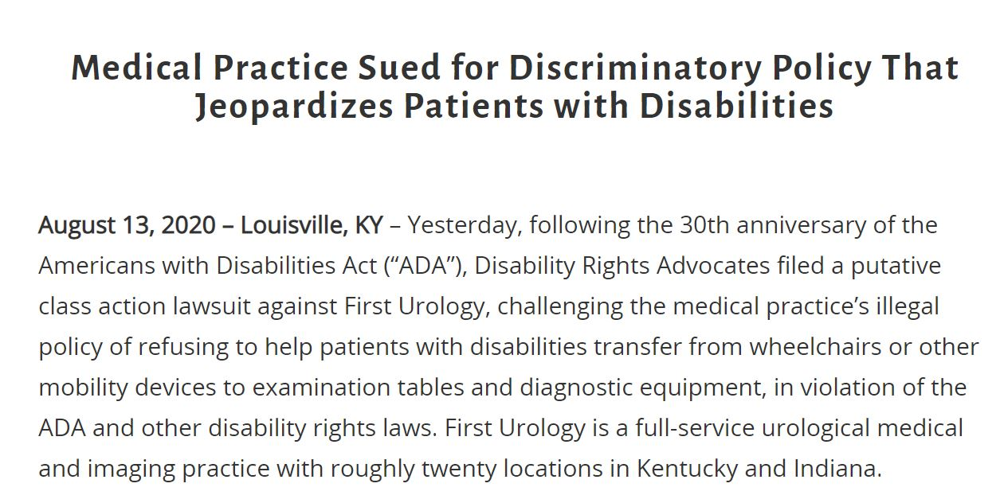 Medical Practice Sued for Discriminatory Policy That
Jeopardizes Patients with Disabilities
August 13, 2020 – Louisville, KY – Yesterday, following the 30th anniversary of the
Americans with Disabilities Act (“ADA”), Disability Rights Advocates filed a putative
class action lawsuit against First Urology, challenging the medical practice’s illegal
policy of refusing to help patients with disabilities transfer from wheelchairs or other
mobility devices to examination tables and diagnostic equipment, in violation of the
ADA and other disability rights laws. First Urology is a full-service urological medical
and imaging practice with roughly twenty locations in Kentucky and Indiana.